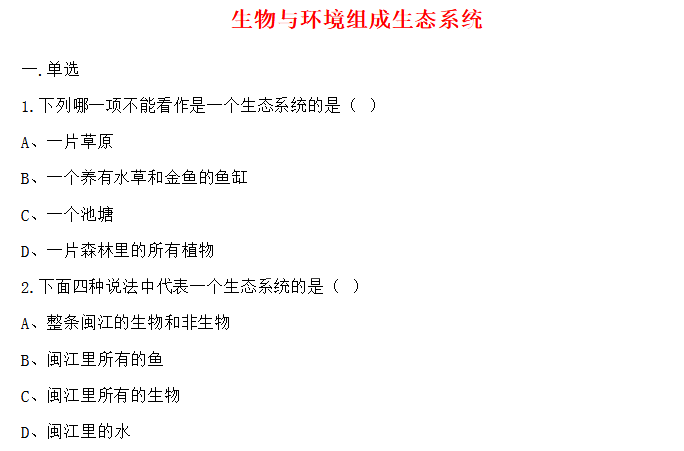 生物与环境组成生态系统
一.单选
1.下列哪一项不能看作是一个生态系统的是（ ）
A、一片草原
B、一个养有水草和金鱼的鱼缸
C、一个池塘
D、一片森林里的所有植物
2.下面四种说法中代表一个生态系统的是（ ）
A、整条闽江的生物和非生物
B、闽江里所有的鱼
C、闽江里所有的生物
D、闽江里的水